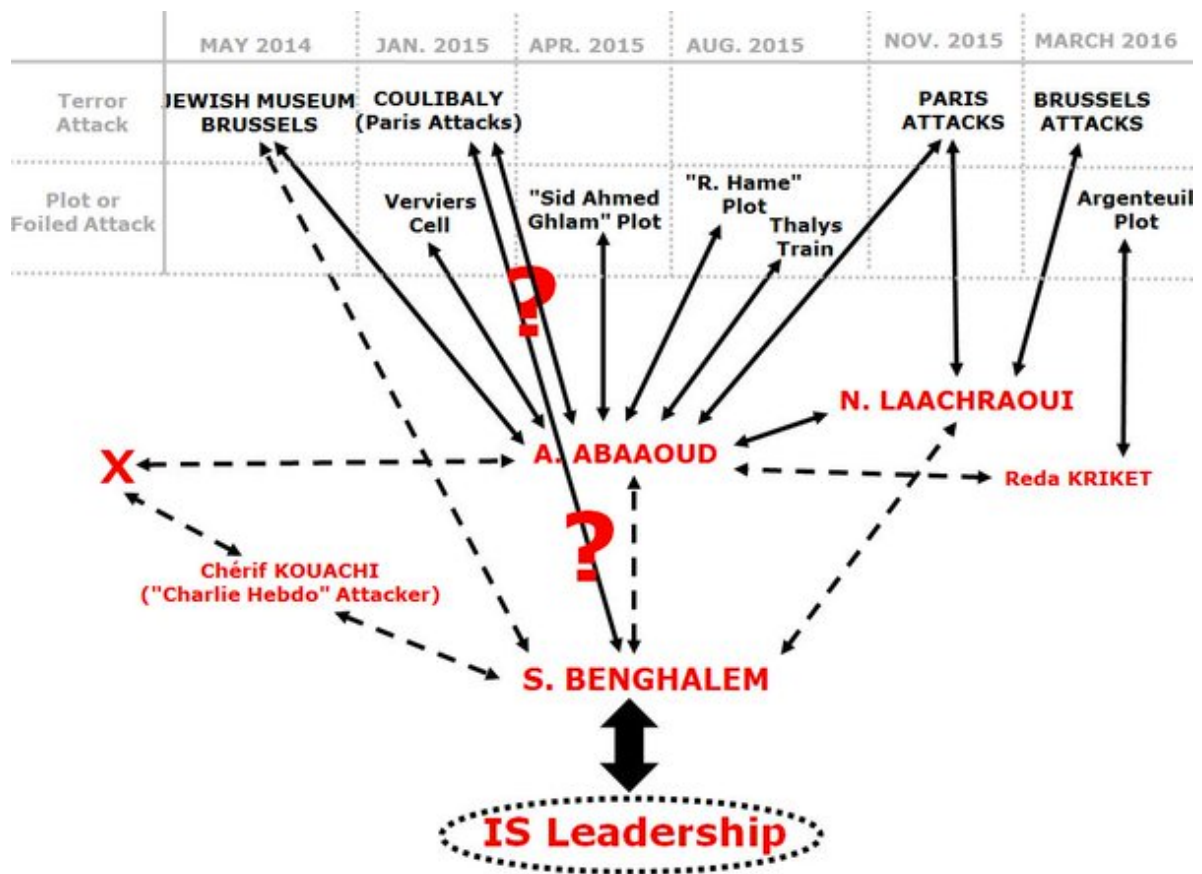 MAY 2014
JAN. 2015
APR. 2015
AUG. 2015
NOV. 2015
MARCH 2016
Terror
Attack
JEWISH MUSEUM
BRUSSELS
COULIBALY
(Paris Attacks)
PARIS
ATTACKS
BRUSSELS
ATTACKS
Plot or
Foiled Attack
Verviers
Cell
"Sid Ahmed
Ghlam" Plot
"R. Hame"
Plot
Thalys
Train
Argenteuil
Plot
?
N. LAACHRAOUI
A. ABAAOUD
X
Reda KRIKET
?
Chérif KOUACHI
("Charlie Hebdo" Attacker)
S. BENGHALEM
IS Leadership